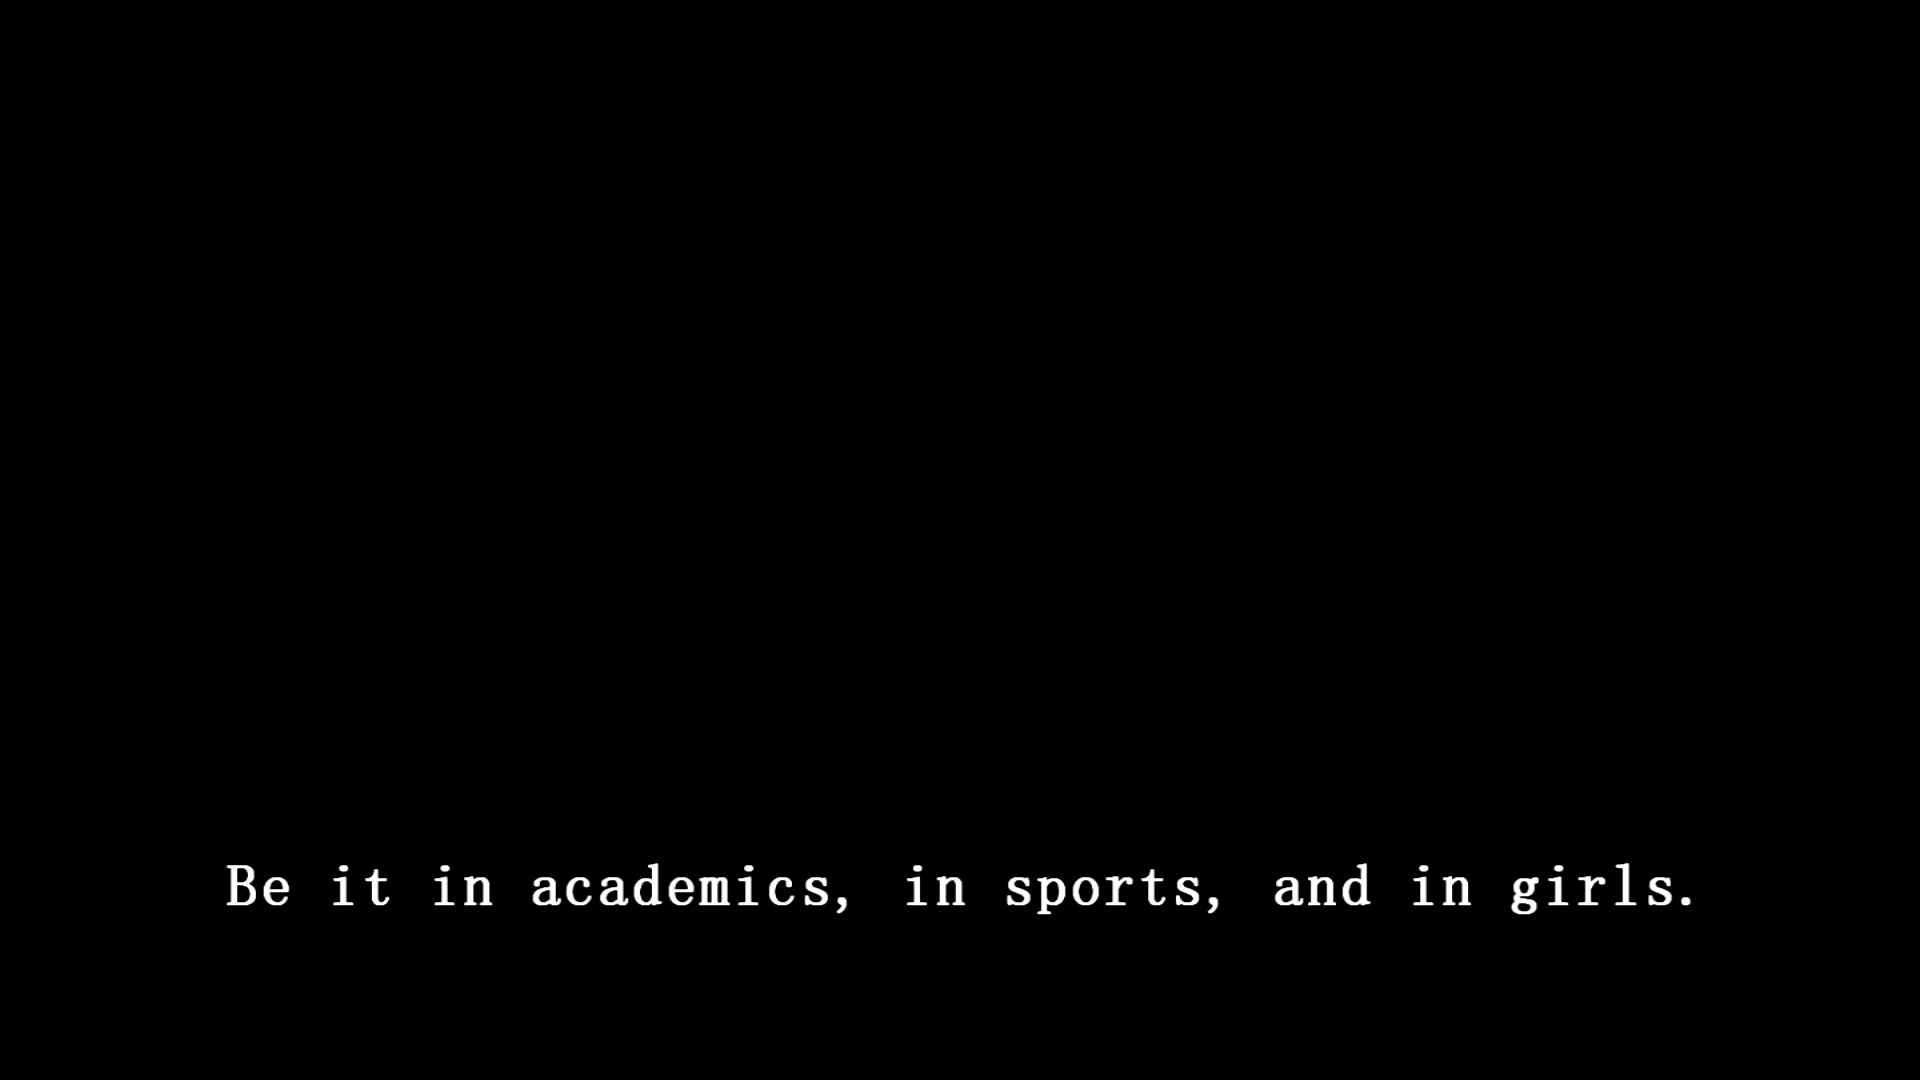 Be it in academics, in sports, and in girls.